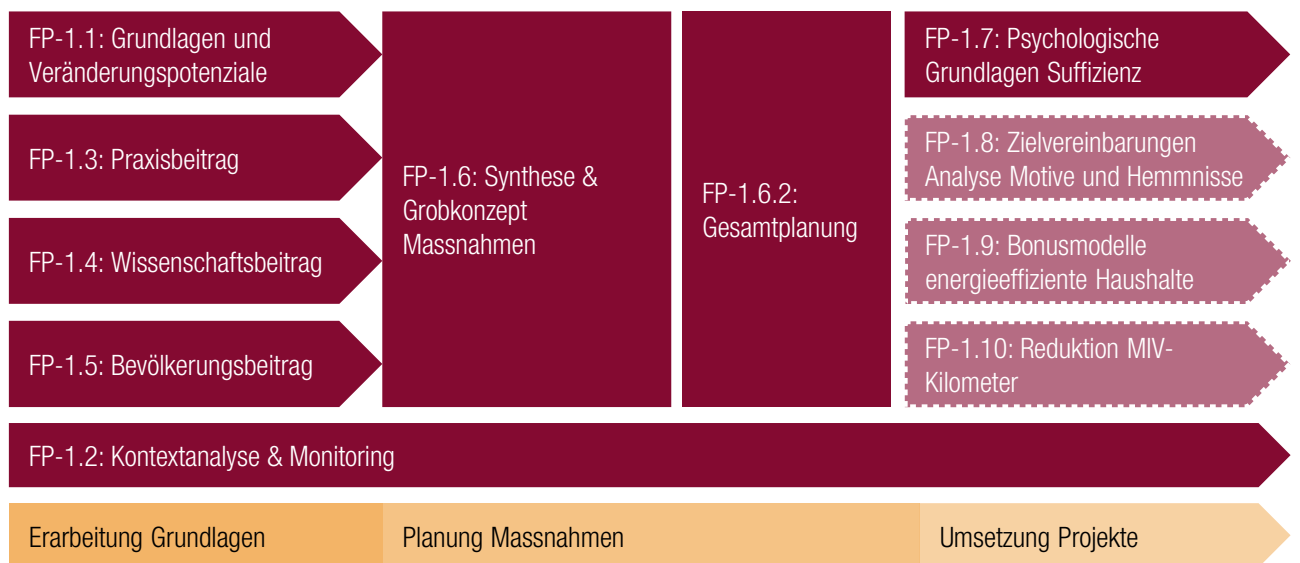 FP-1.1: Grundlagen und
Veränderungspotenziale
FP-1.3: Praxisbeitrag
FP-1.4: Wissenschaftsbeitrag
FP-1.5: Bevölkerungsbeitrag
FP-1.6: Synthese &
Grobkonzept
Massnahmen
FP-1.6.2:
Gesamtplanung
FP-1.7: Psychologische
Grundlagen Suffizienz
FP-1.8: Zielvereinbarungen
Analyse Motive und Hemmnisse
FP-1.9: Bonusmodelle
energieeffiziente Haushalte
FP-1.10: Reduktion MIV-
Kilometer
FP-1.2: Kontextanalyse & Monitoring
Erarbeitung Grundlagen
Planung Massnahmen
Umsetzung Projekte